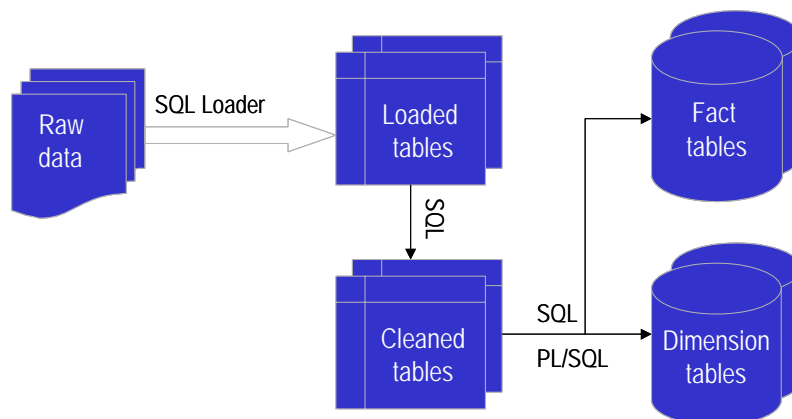 Raw
data
SQL Loader
Loaded
tables
Fact
tables
SQL
Cleaned
tables
SQL
PL/SQL
Dimension
tables